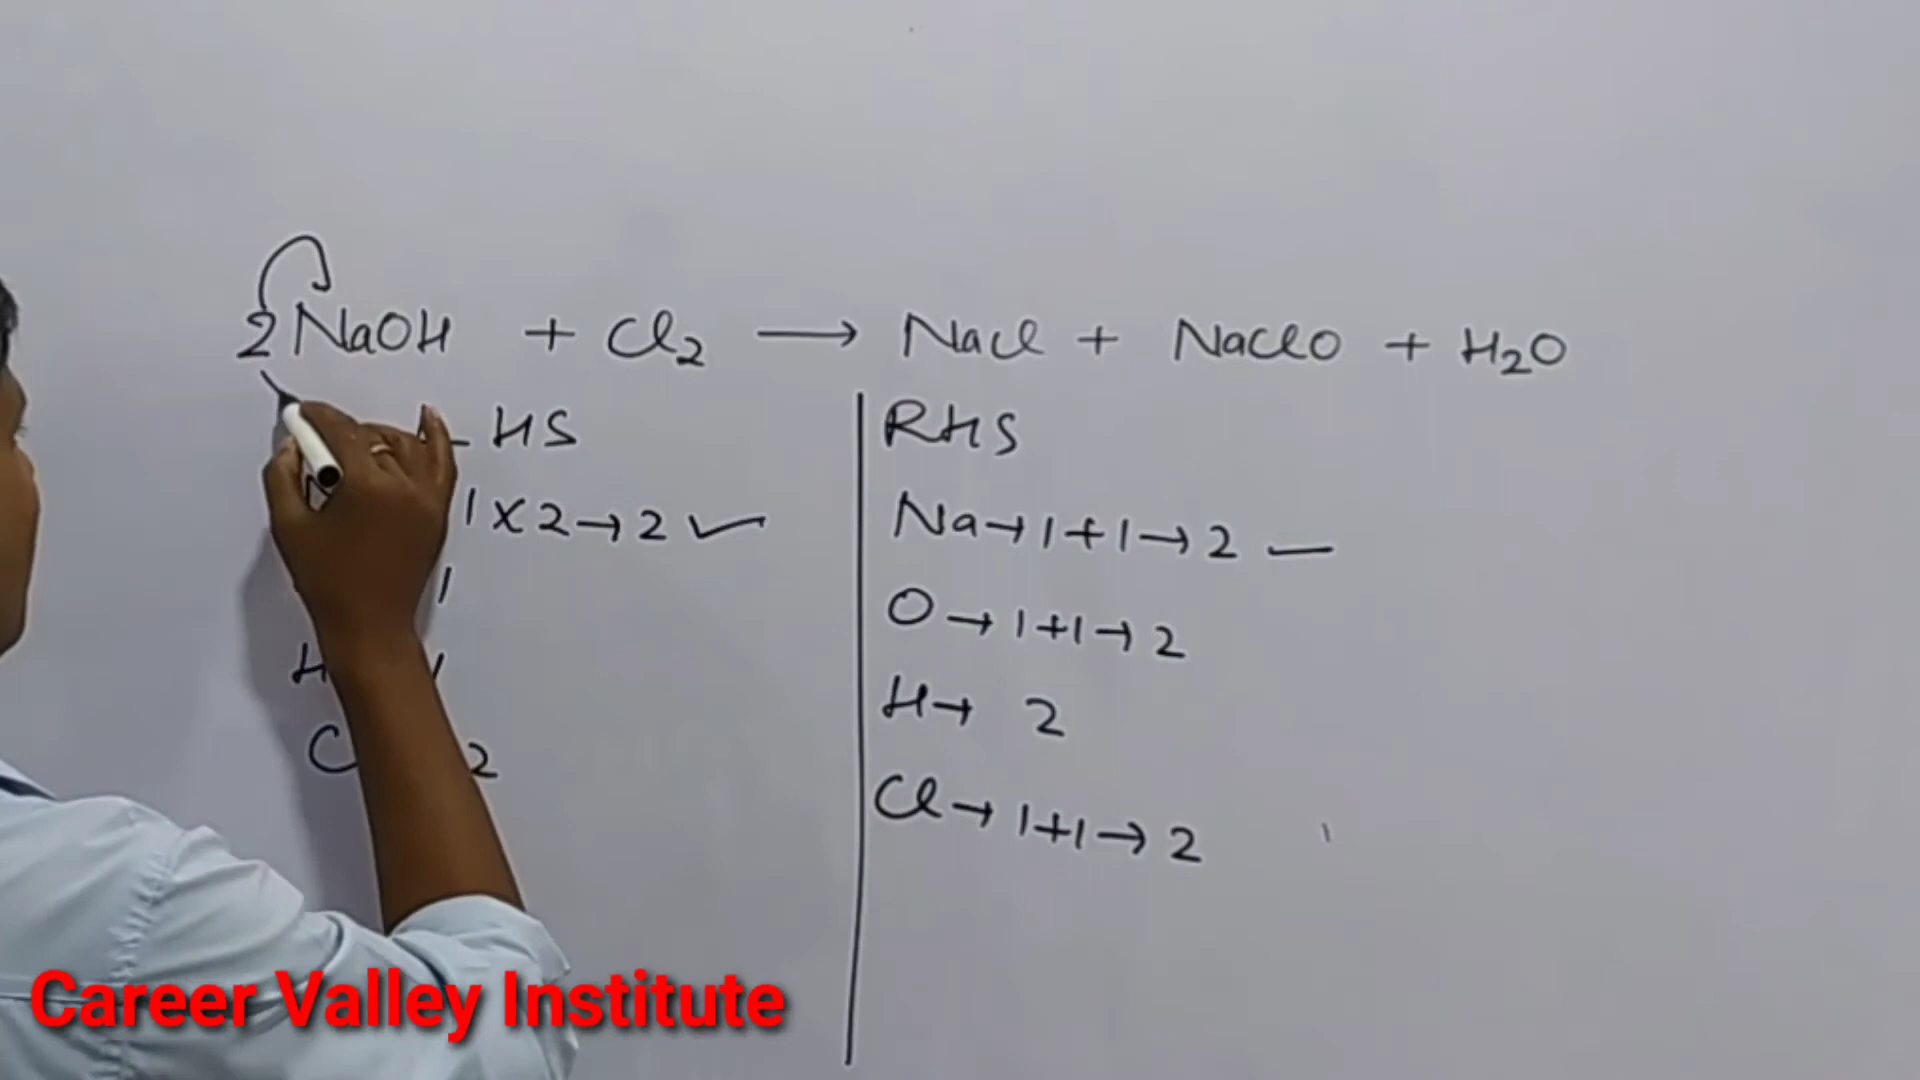 2NaOH + Cl₂ → NaCl + NaClO + H₂O
LHS
1×2→2 ✓
1
H 1
C 2
RHS
Na→1+1→2 —
O→1+1→2
H→ 2
Cl→1+1→2
Career Valley Institute